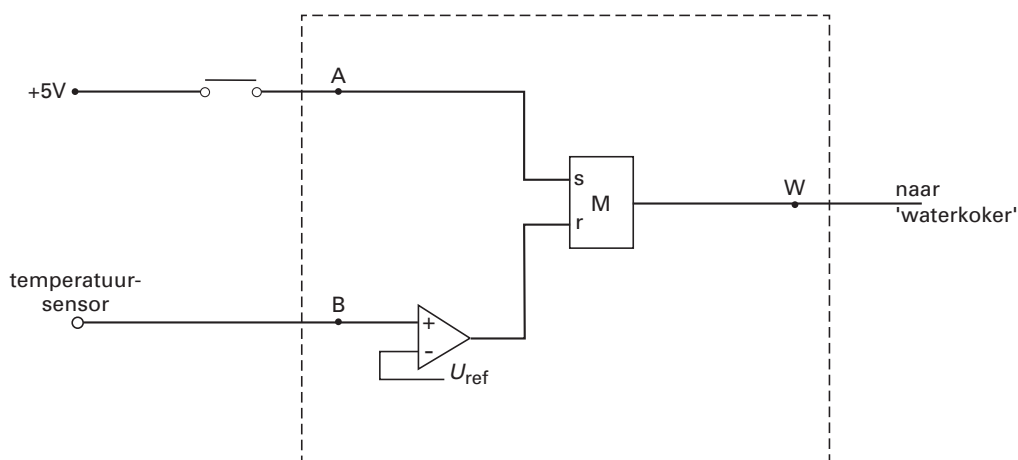 A
+5V
s
M
r
W
naar
'waterkoker'
temperatuur-
sensor
B
+
-
Uref